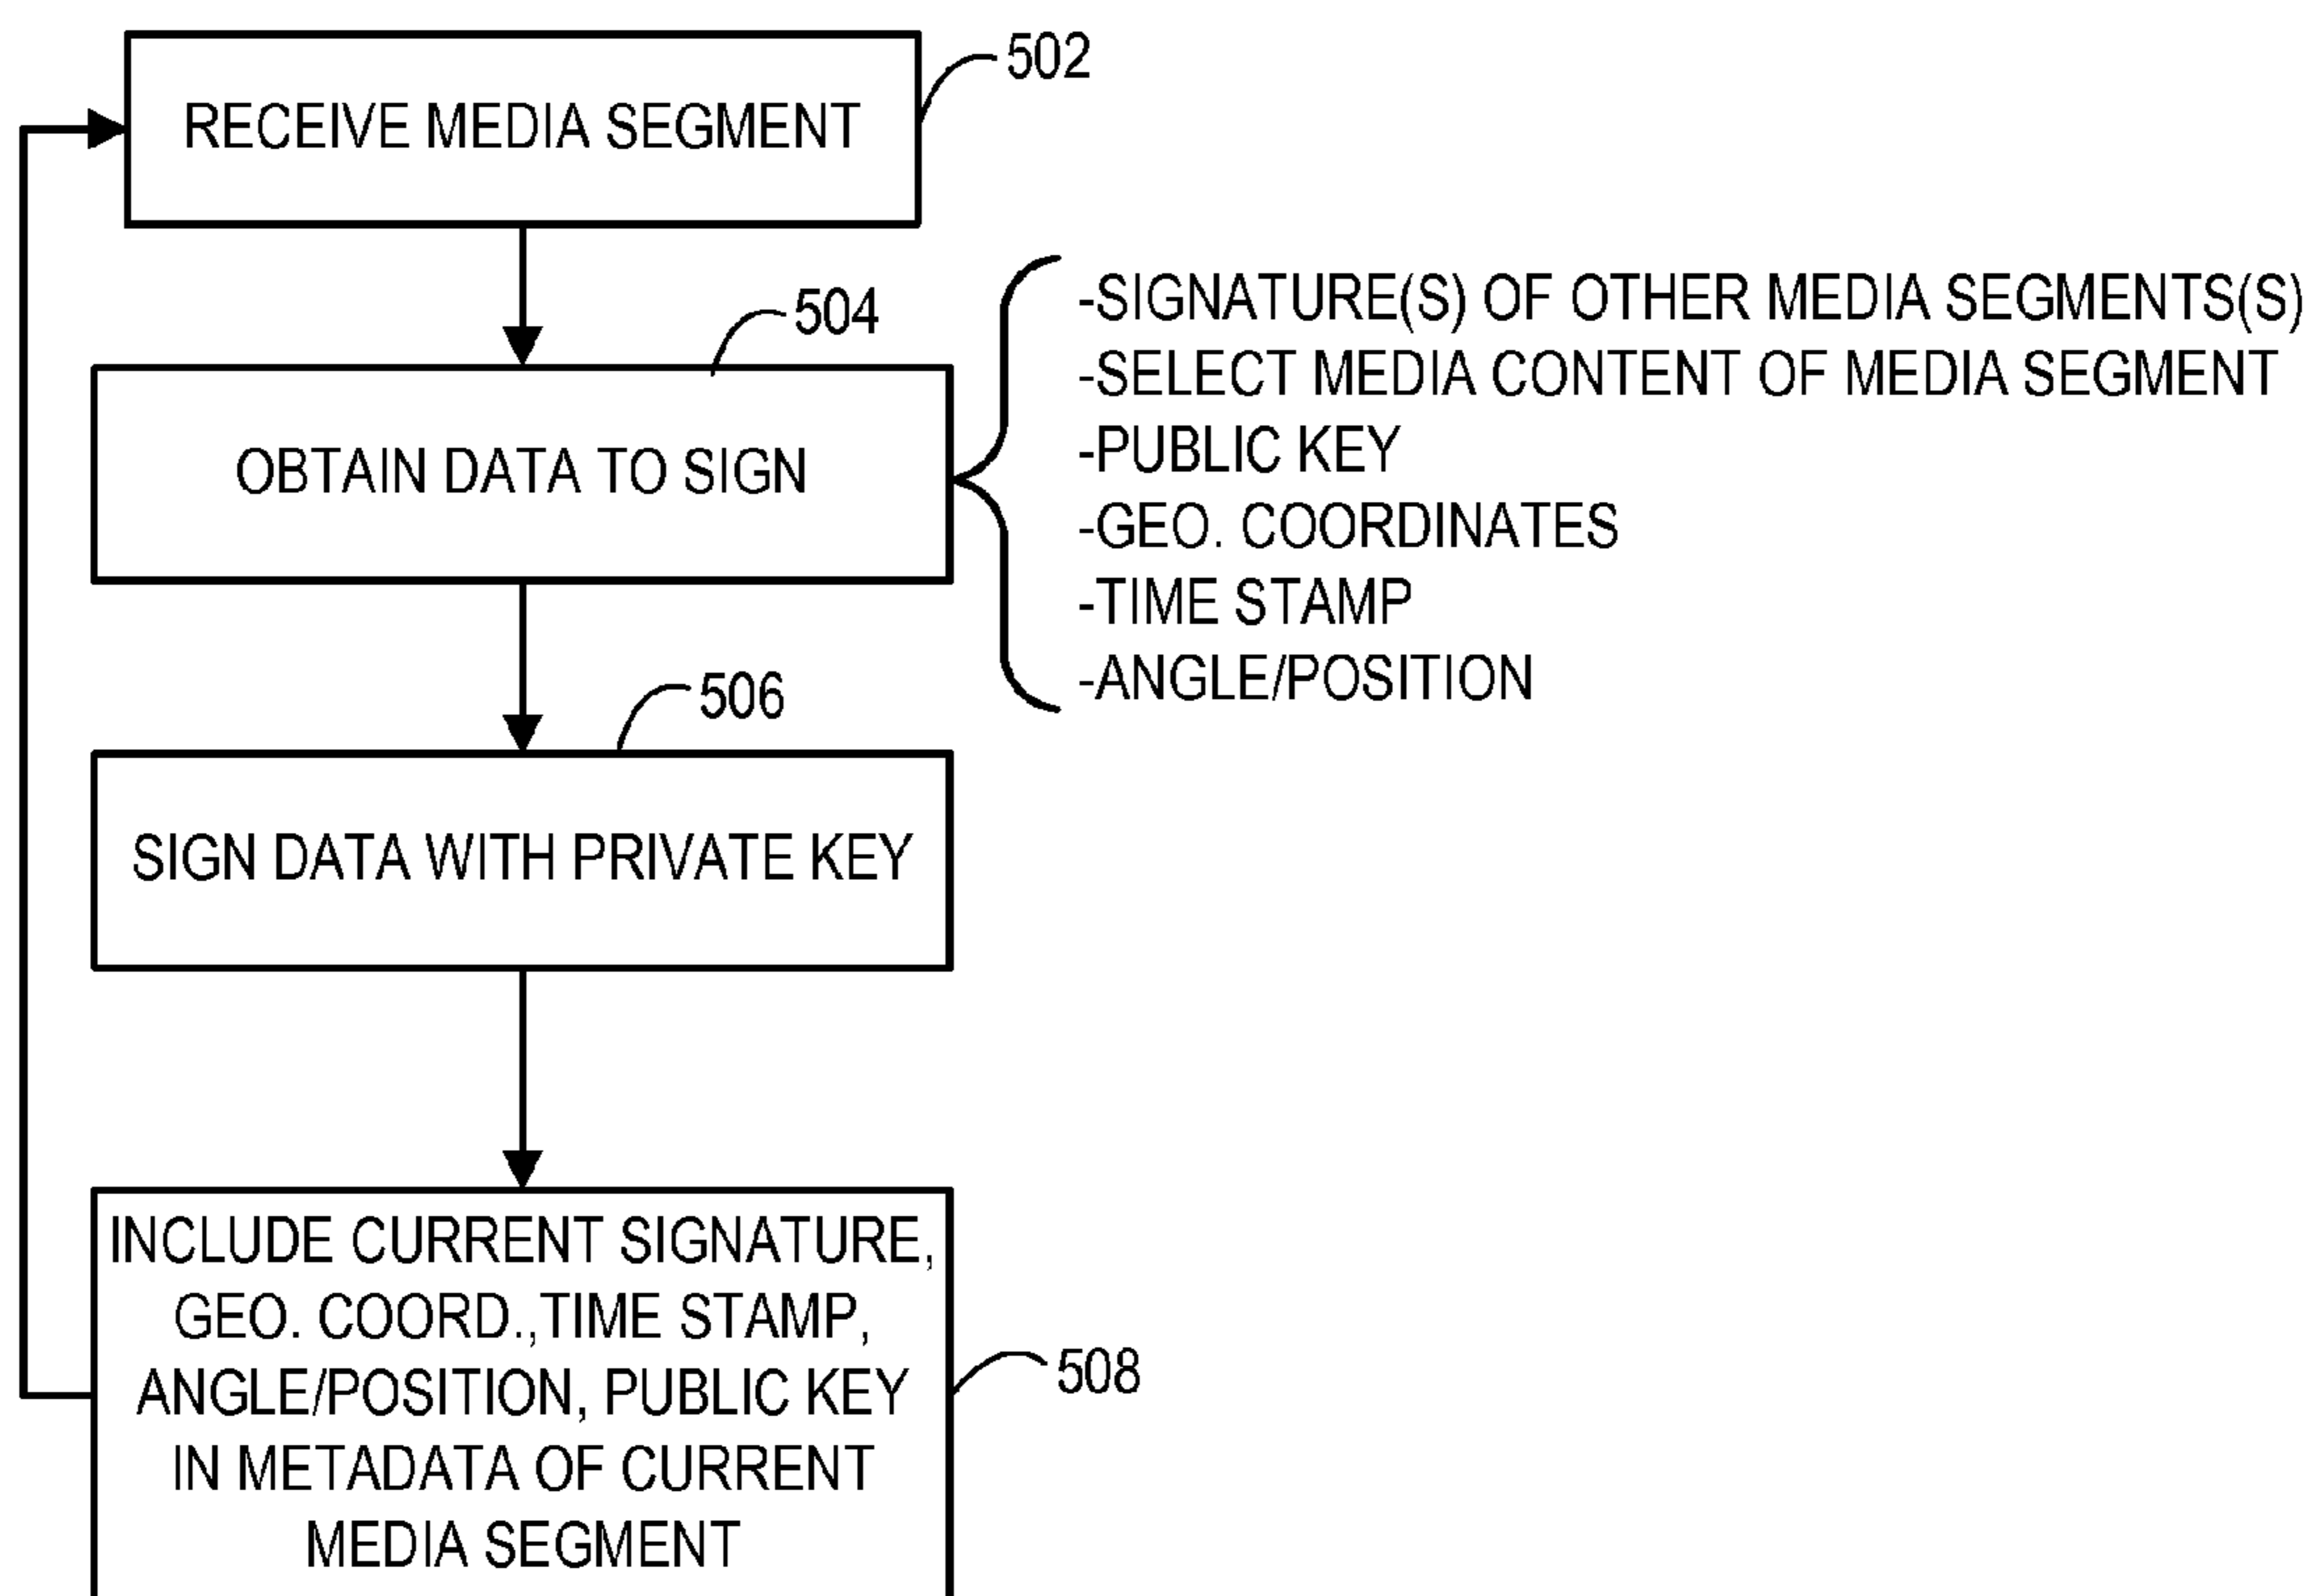 502
RECEIVE MEDIA SEGMENT
504
OBTAIN DATA TO SIGN
-SIGNATURE(S) OF OTHER MEDIA SEGMENTS(S)
-SELECT MEDIA CONTENT OF MEDIA SEGMENT
-PUBLIC KEY
-GEO. COORDINATES
-TIME STAMP
-ANGLE/POSITION
506
SIGN DATA WITH PRIVATE KEY
INCLUDE CURRENT SIGNATURE,
GEO. COORD.,TIME STAMP,
ANGLE/POSITION, PUBLIC KEY
IN METADATA OF CURRENT
MEDIA SEGMENT
508